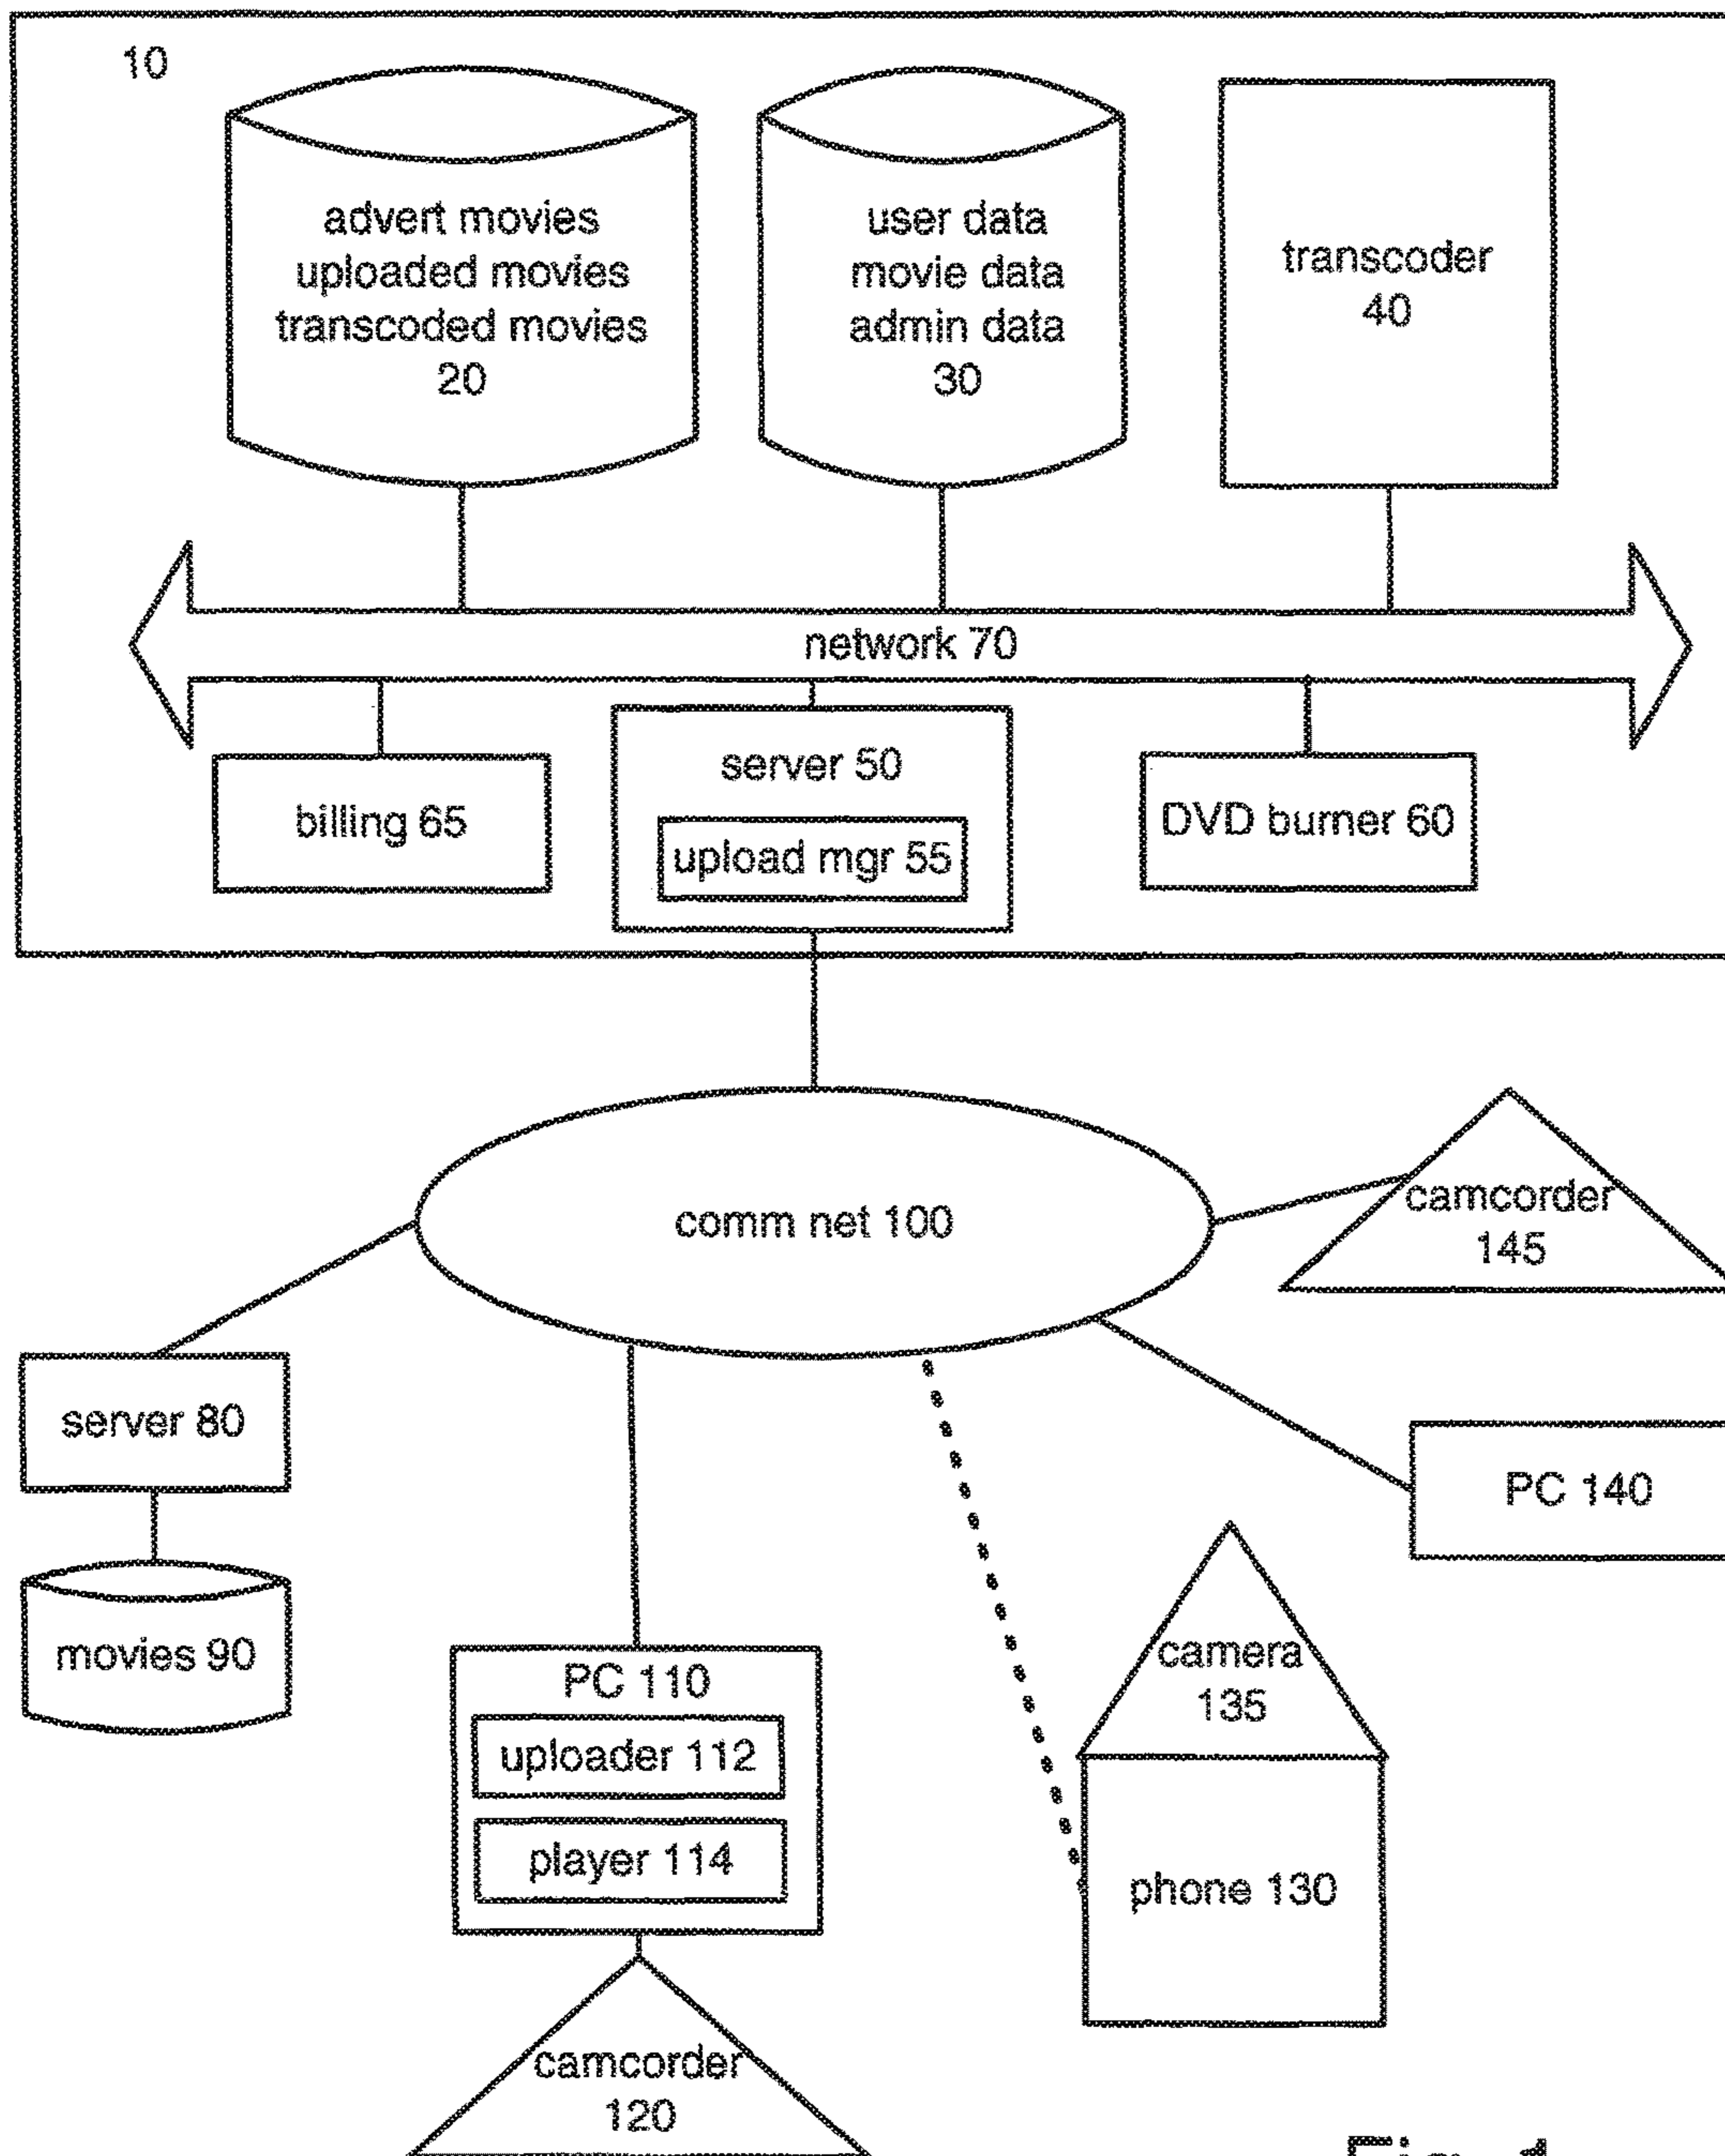 10
advert movies
uploaded movies
transcoded movies
20
user data
movie data
admin data
30
transcoder
40
network 70
billing 65
server 50
upload mgr 55
DVD burner 60
comm net 100
camcorder
145
server 80
PC 140
movies 90
PC 110
uploader 112
player 114
camera
135
phone 130
camcorder
120